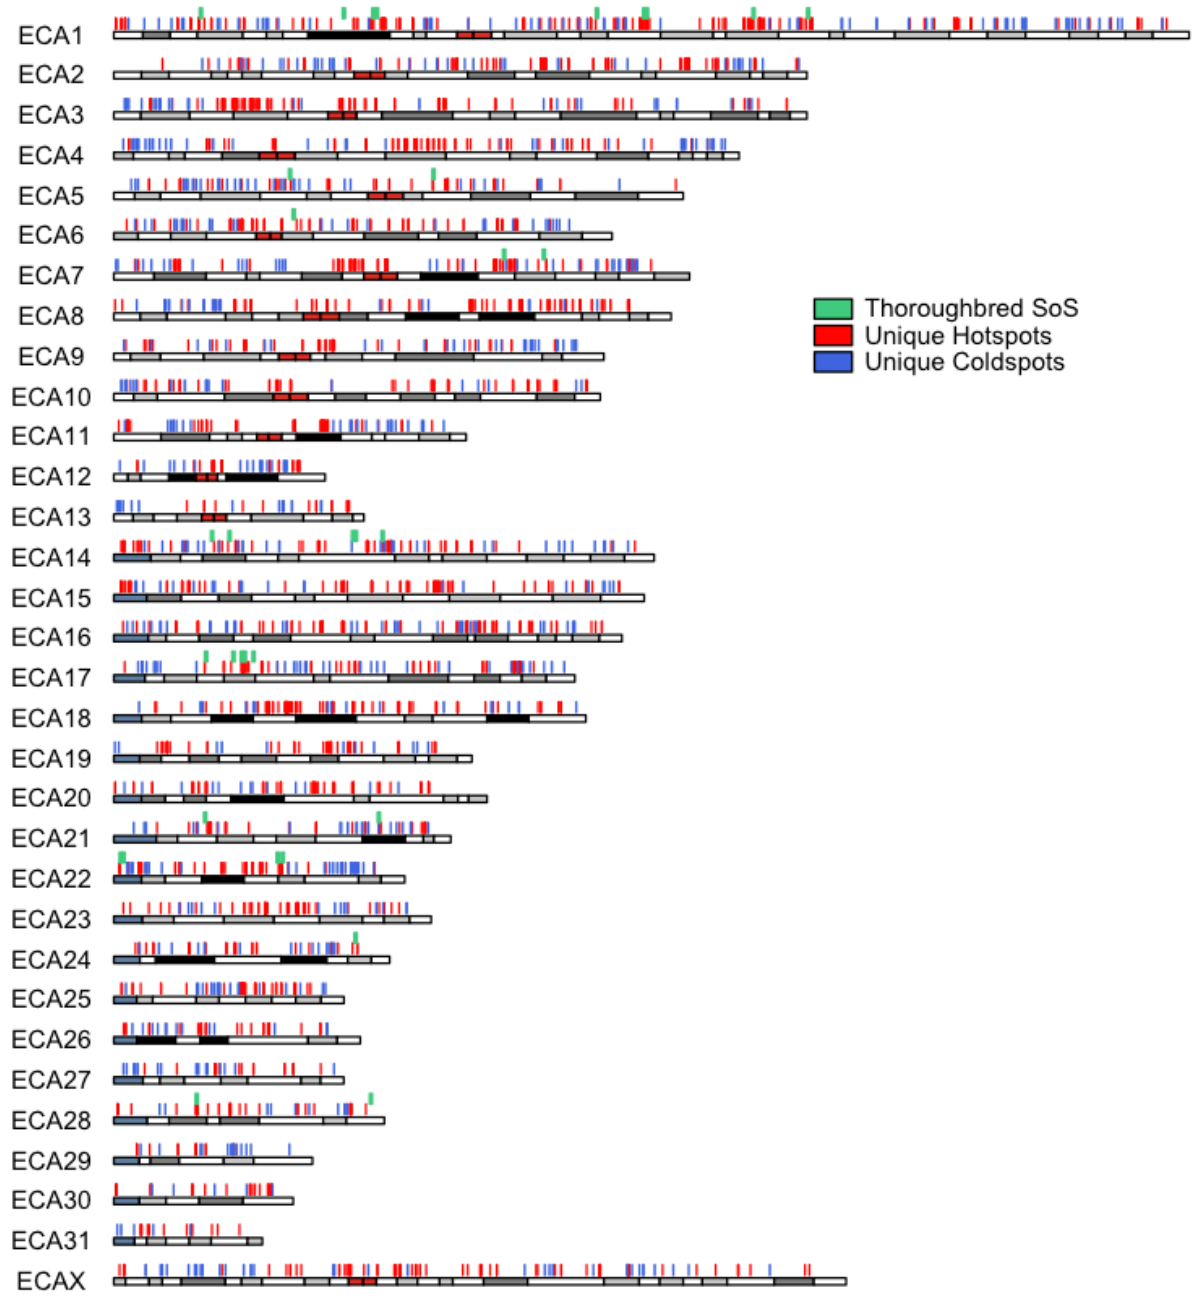 ECA1
ECA2
ECA3
ECA4
ECA5
ECA6
ECA7
ECA8
Thoroughbred SoS
Unique Hotspots
Unique Coldspots
ECA9
ECA10
ECA11
ECA12
ECA13
ECA14
ECA15
ECA16
ECA17
ECA18
ECA19
ECA20
ECA21
ECA22
ECA23
ECA24
ECA25
ECA26
ECA27
ECA28
ECA29
ECA30
ECA31
ECAX